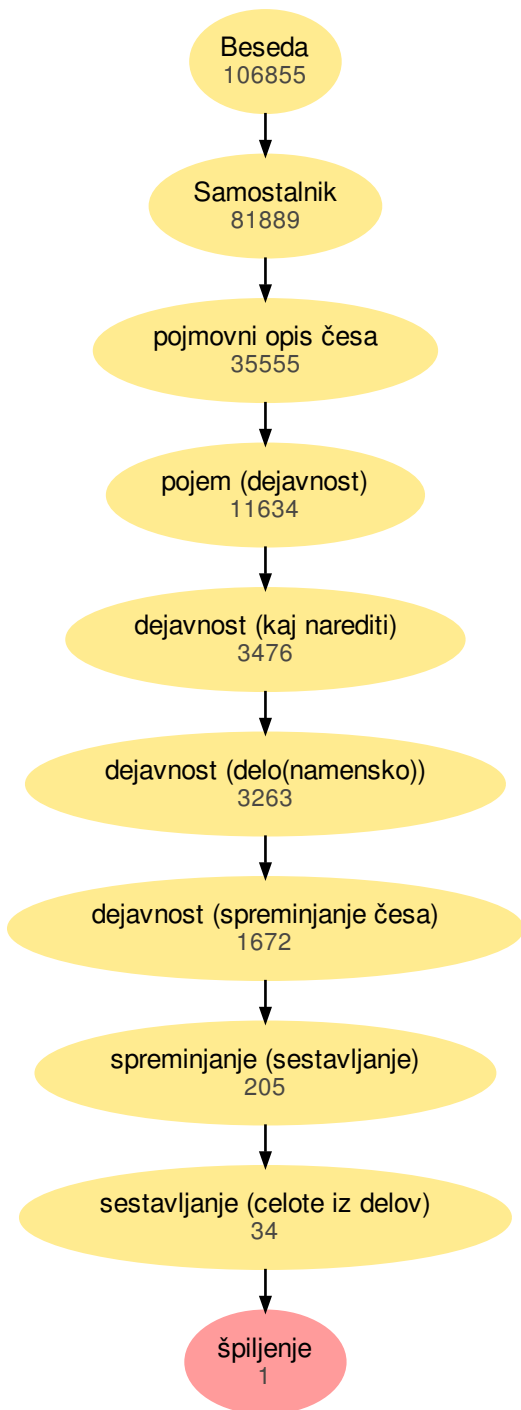 Beseda
106855
Samostalnik
81889
pojmovni opis česa
35555
pojem (dejavnost)
11634
dejavnost (kaj narediti)
3476
dejavnost (delo(namensko))
3263
dejavnost (spreminjanje česa)
1672
spreminjanje (sestavljanje)
205
sestavljanje (celote iz delov)
34
špiljenje
1